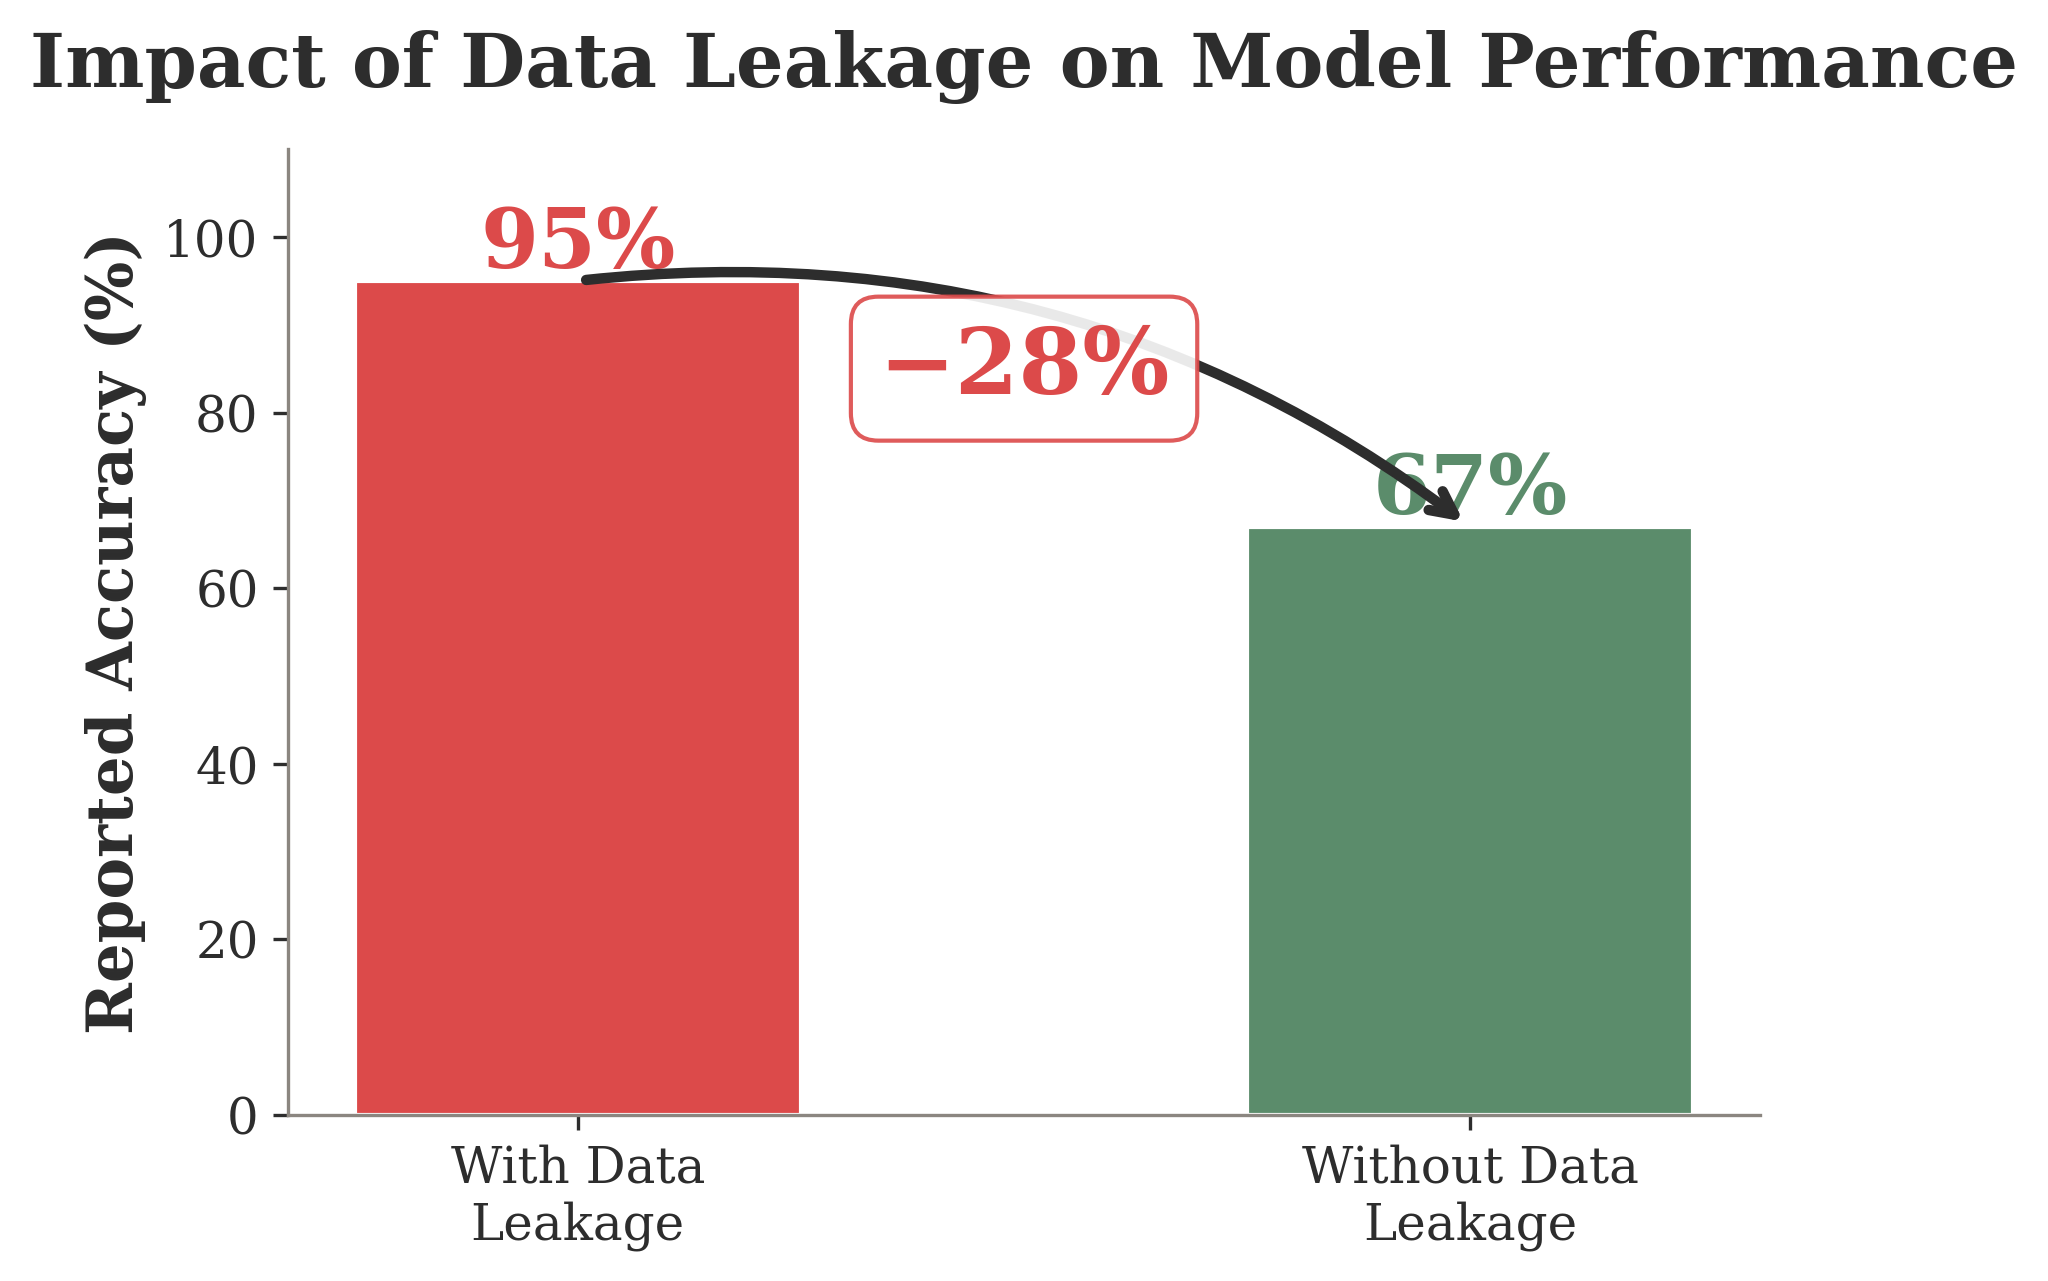 Impact of Data Leakage on Model Performance
Reported Accuracy (%)
100
80
60
40
20
0
95%
−28%
67%
With Data
Leakage
Without Data
Leakage